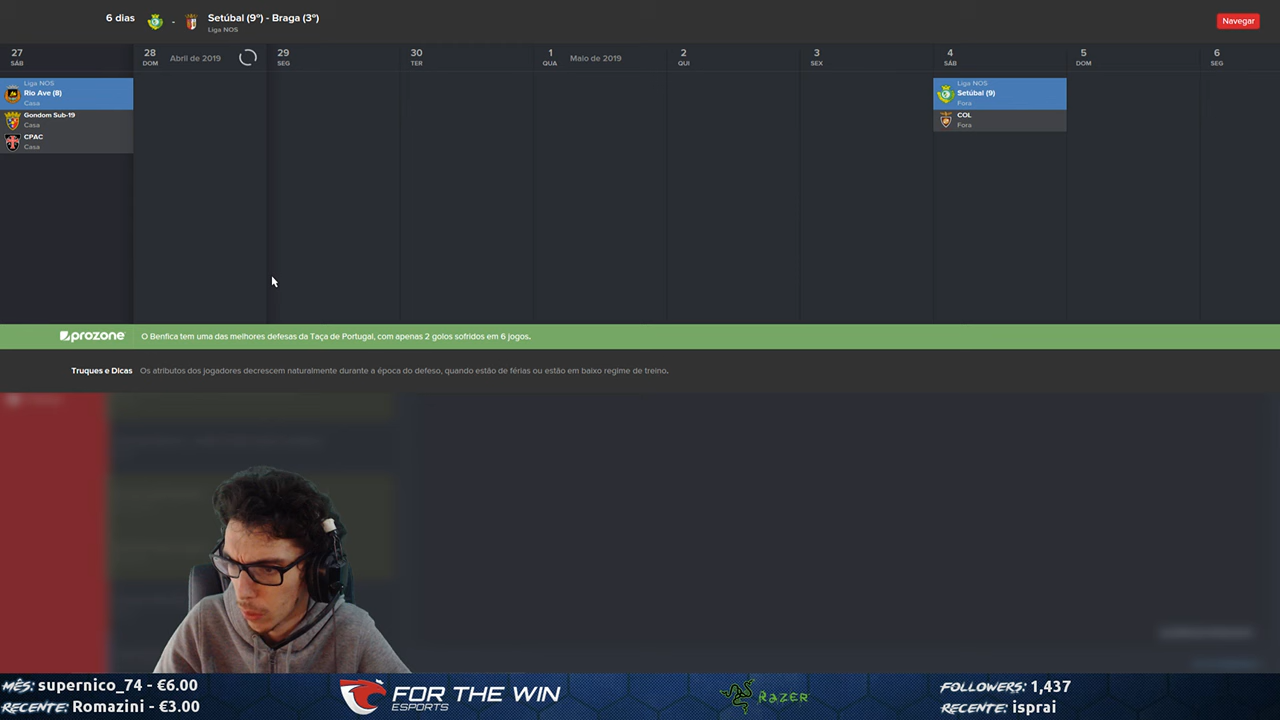 6 dias
-
Setúbal (9º) - Braga (3º)
Liga NOS
Navegar
27
SÁB
28
DOM
Abril de 2019
29
SEG
30
TER
1
QUA
Maio de 2019
2
QUI
3
SEX
4
SÁB
5
DOM
6
SEG
Liga NOS
Rio Ave (8)
Casa
Gondom Sub-19
Casa
CPAC
Casa
Liga NOS
Setúbal (9)
Fora
COL
Fora
prozone
O Benfica tem uma das melhores defesas da Taça de Portugal, com apenas 2 golos sofridos em 6 jogos.
Truques e Dicas
Os atributos dos jogadores decrescem naturalmente durante a época do defeso, quando estão de férias ou estão em baixo regime de treino.
MÊS: supernico_74 - €6.00
RECENTE: Romazini - €3.00
FOR THE WIN
ESPORTS
RAZER
FOLLOWERS: 1,437
RECENTE: isprai